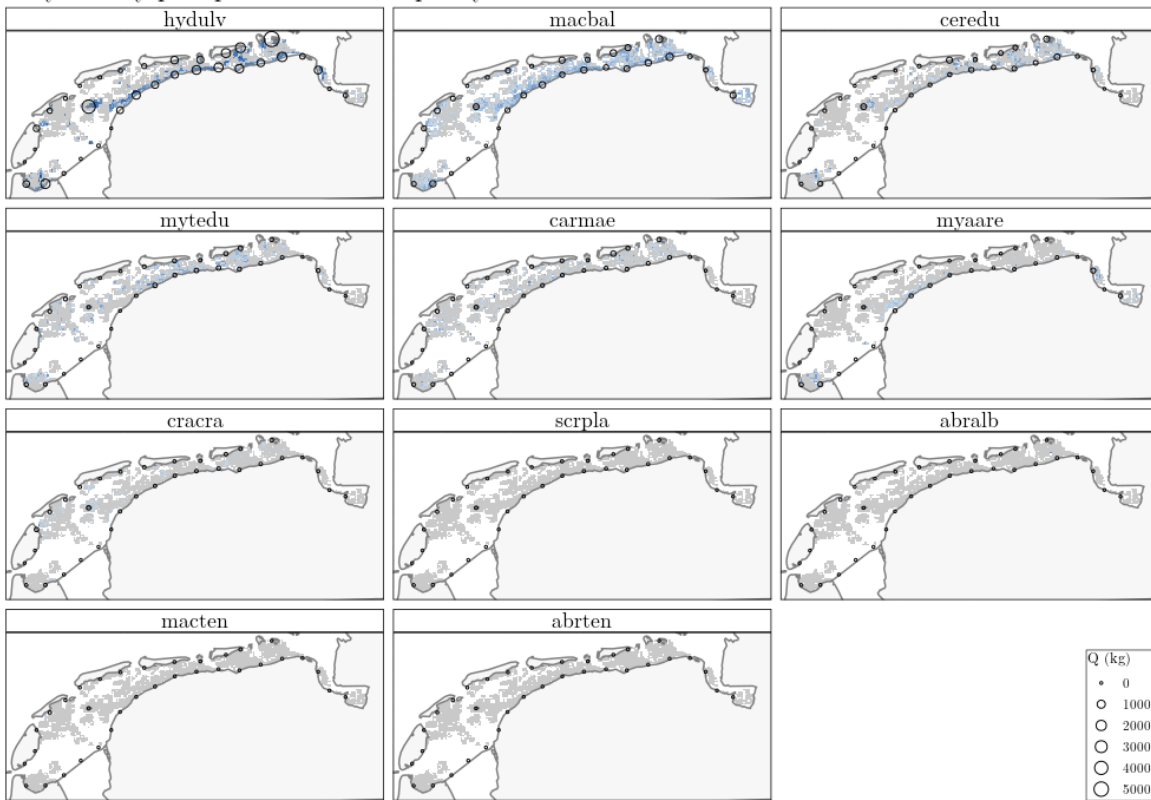 hydulv
macbal
ceredu
mytedu
carmae
myaare
cracra
scrpla
abralb
macten
abrten
Q (kg)
0
1000
2000
3000
4000
5000